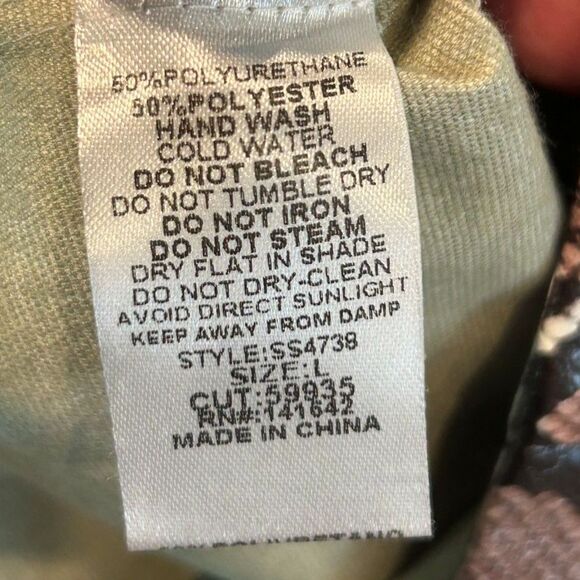 50%POLYURETHANE
50%POLYESTER
HAND WASH
COLD WATER
DO NOT BLEACH
DO NOT TUMBLE DRY
DO NOT IRON
DO NOT STEAM
DRY FLAT IN SHADE
DO NOT DRY-CLEAN
AVOID DIRECT SUNLIGHT
KEEP AWAY FROM DAMP
STYLE:SS4738
SIZE:L
CUT:59935
RN#:141642
MADE IN CHINA